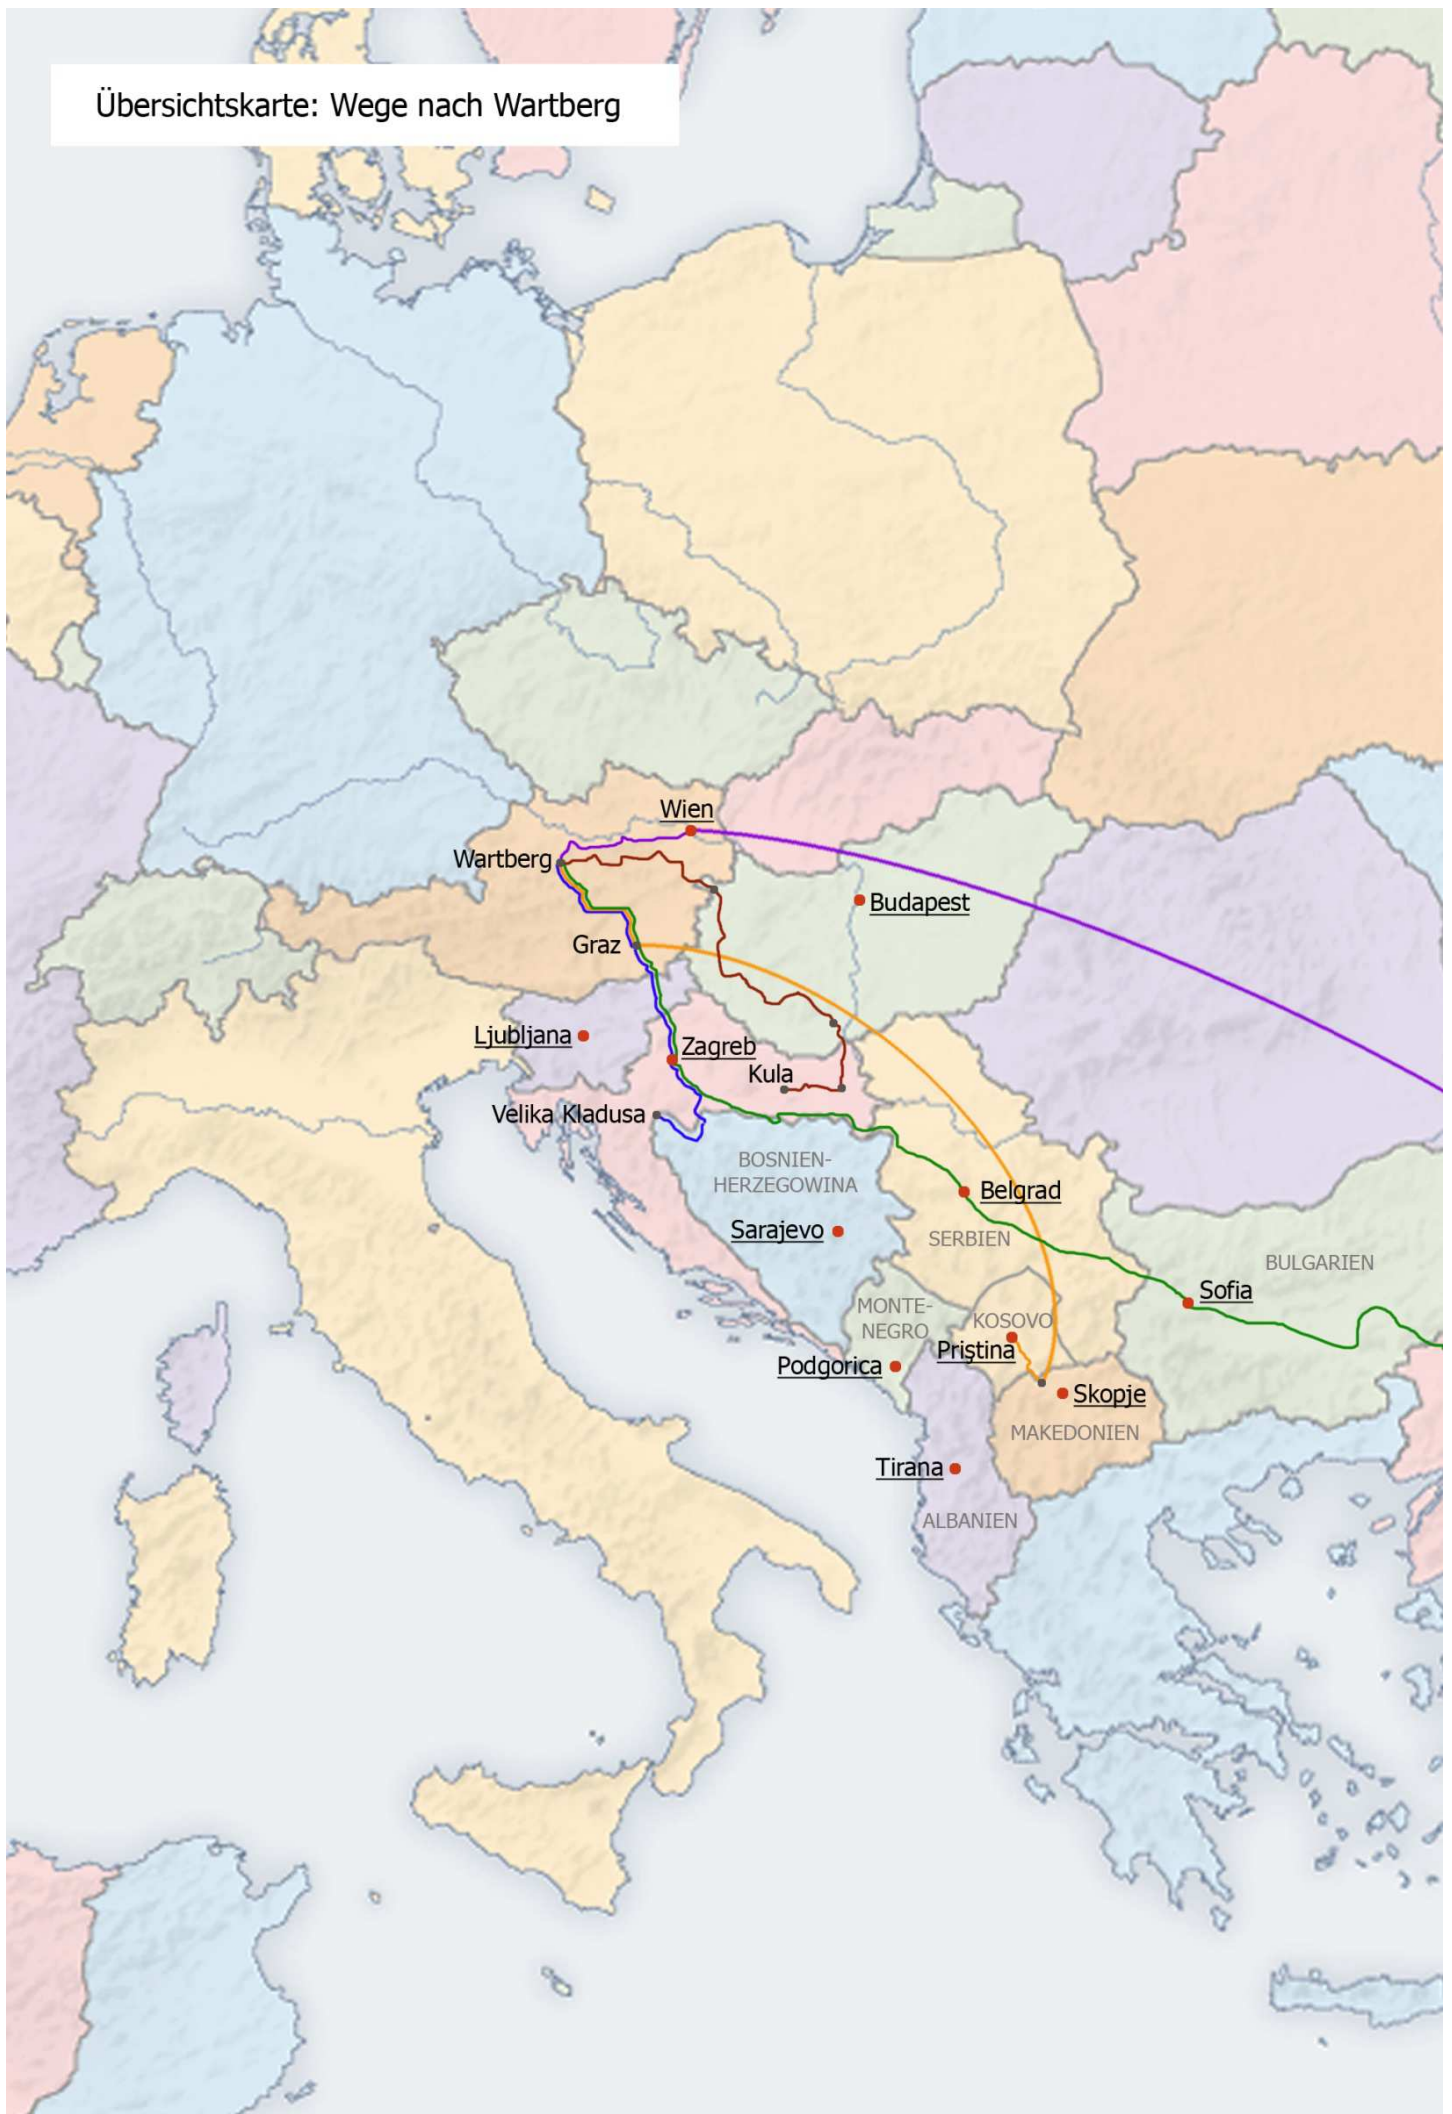 Übersichtskarte: Wege nach Wartberg
Wien
Wartberg
Budapest
Graz
Ljubljana
Zagreb
Kula
Velika Kladusa
BOSNIEN-
HERZEGOWINA
Belgrad
Sarajevo
SERBIEN
BULGARIEN
Sofia
MONTE-
NEGRO
KOSOVO
Priștina
Podgorica
Skopje
MAKEDONIEN
Tirana
ALBANIEN